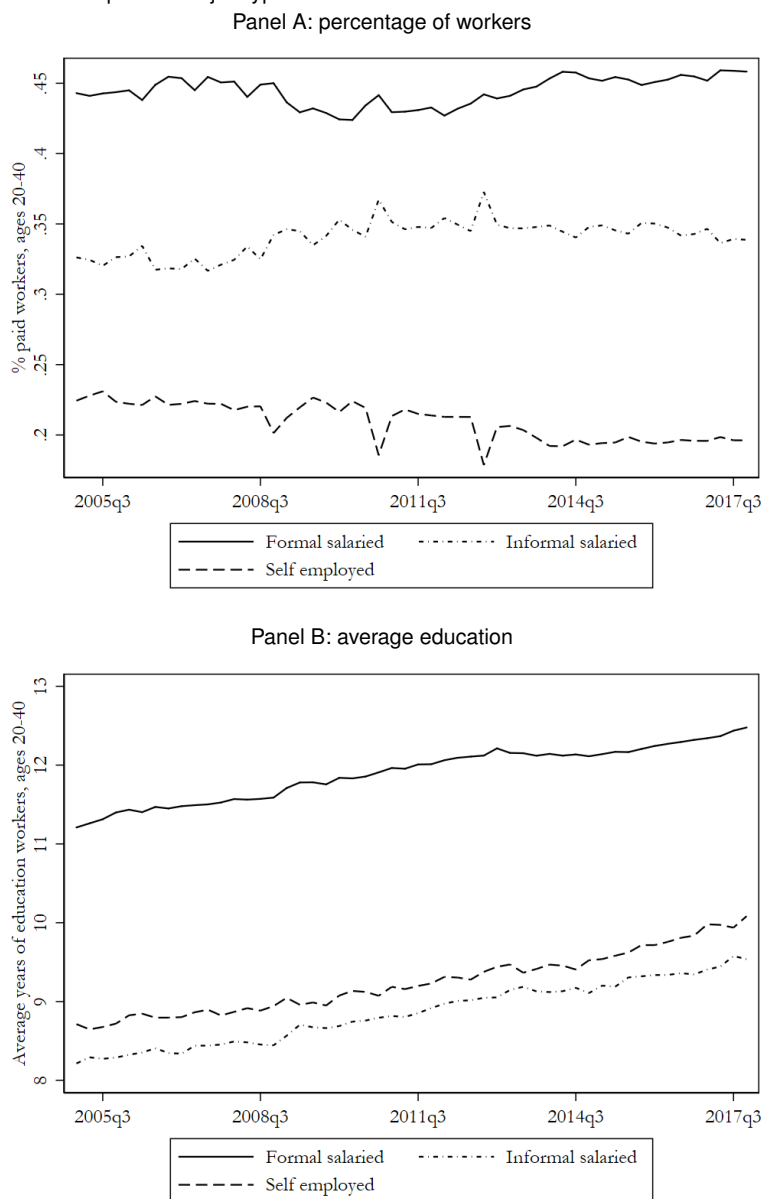 Panel A: percentage of workers
% paid workers, ages 20-40
.45
.4
.35
.3
.25
.2
2005q3 2008q3 2011q3 2014q3 2017q3
Formal salaried Informal salaried
Self employed
Panel B: average education
Average years of education workers, ages 20-40
13
12
11
10
9
8
2005q3 2008q3 2011q3 2014q3 2017q3
Formal salaried Informal salaried
Self employed